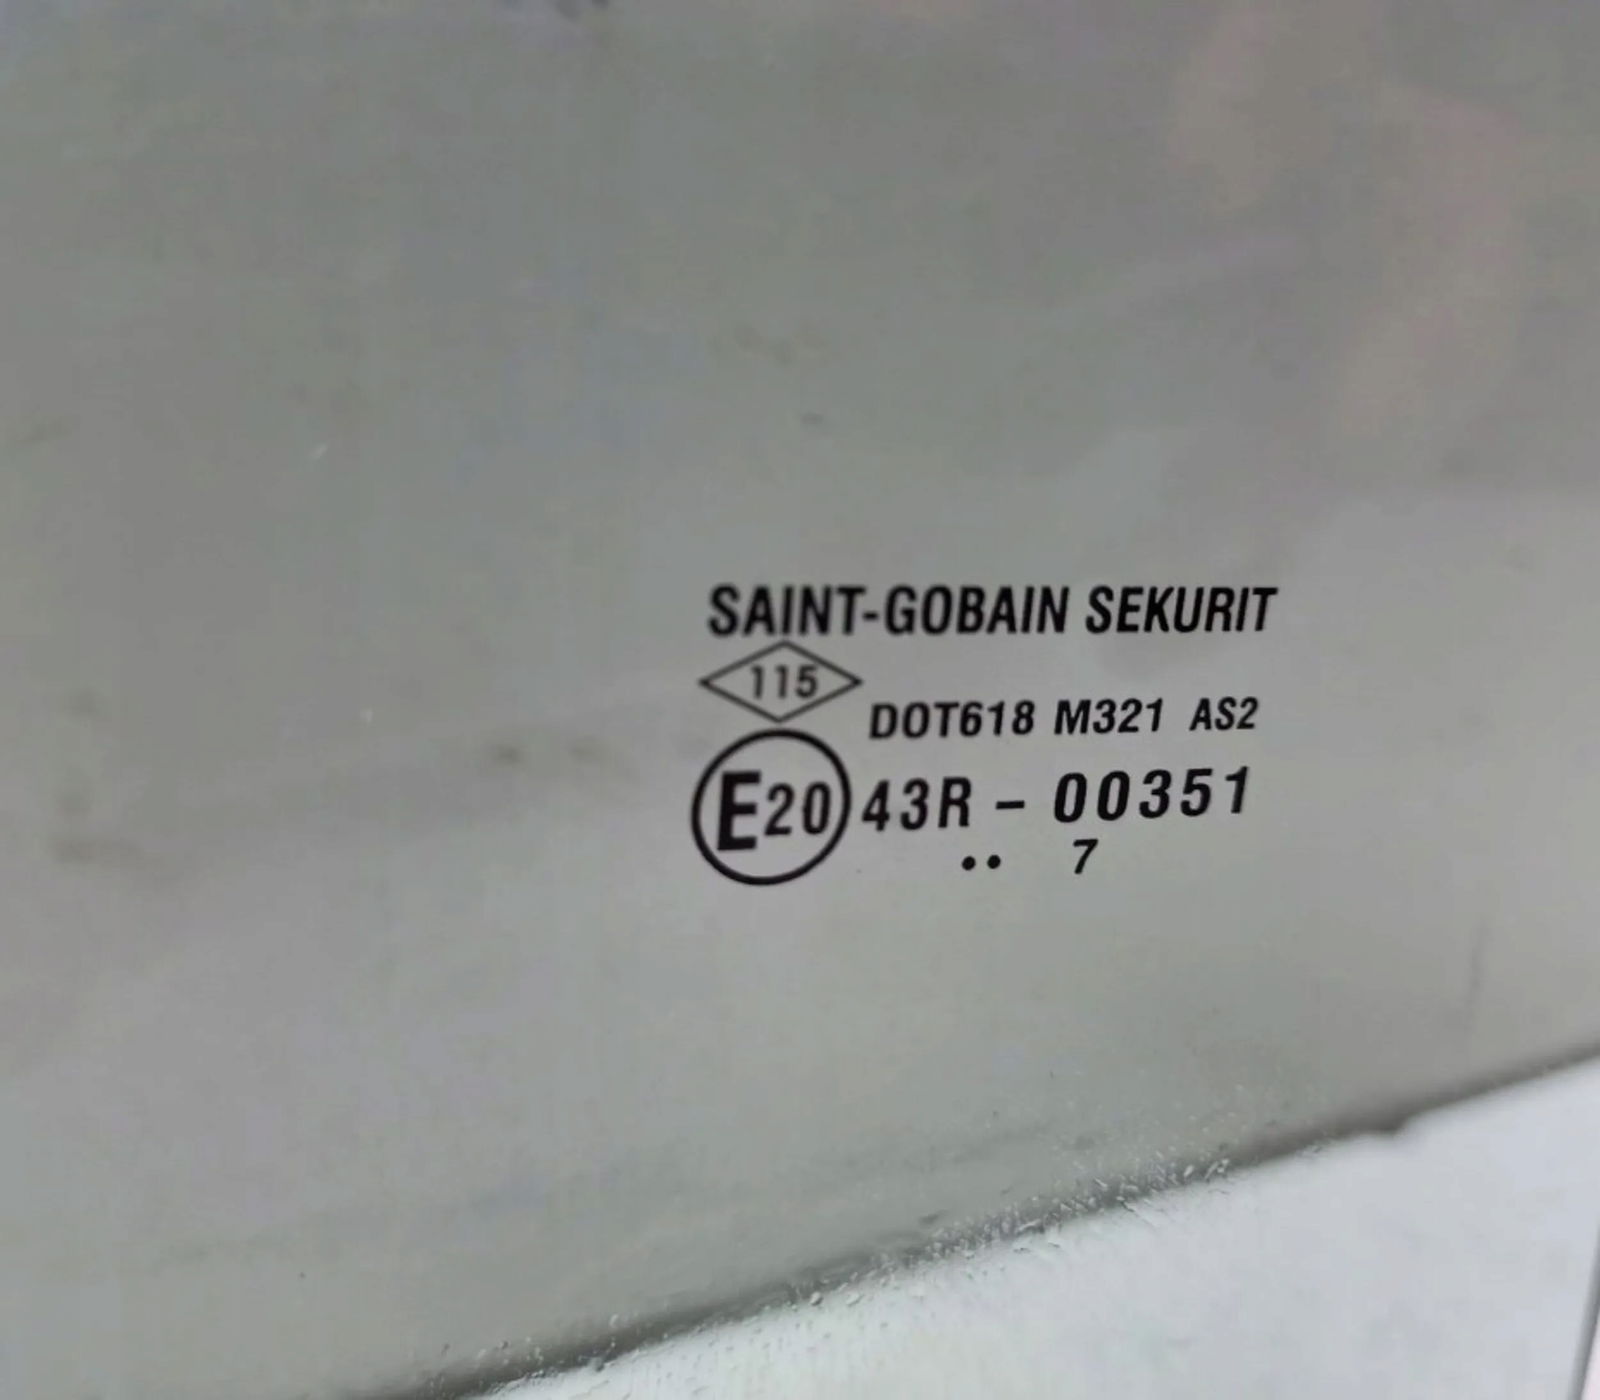 SAINT-GOBAIN SEKURIT
115
DOT618 M321 AS2
E20 43R - 00351
•• 7